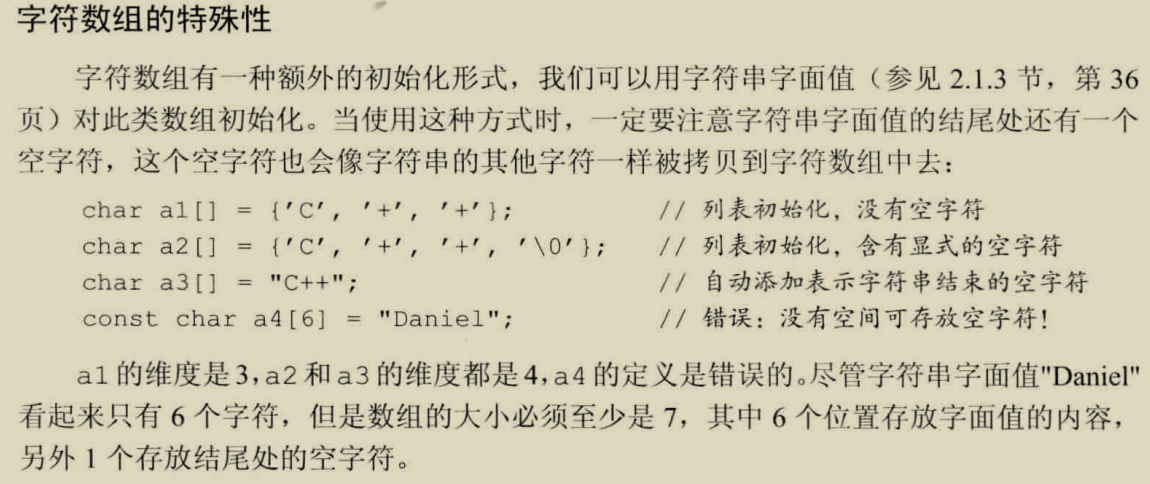 字符数组的特殊性
字符数组有一种额外的初始化形式，我们可以用字符串字面值（参见 2.1.3 节，第 36
页）对此类数组初始化。当使用这种方式时，一定要注意字符串字面值的结尾处还有一个
空字符，这个空字符也会像字符串的其他字符一样被拷贝到字符数组中去：
char a1[] = {'C', '+', '+'}; // 列表初始化，没有空字符
char a2[] = {'C', '+', '+', '\0'}; // 列表初始化，含有显式的空字符
char a3[] = "C++"; // 自动添加表示字符串结束的空字符
const char a4[6] = "Daniel"; // 错误：没有空间可存放空字符！
a1 的维度是 3，a2 和 a3 的维度都是 4，a4 的定义是错误的。尽管字符串字面值"Daniel"
看起来只有 6 个字符，但是数组的大小必须至少是 7，其中 6 个位置存放字面值的内容，
另外 1 个存放结尾处的空字符。